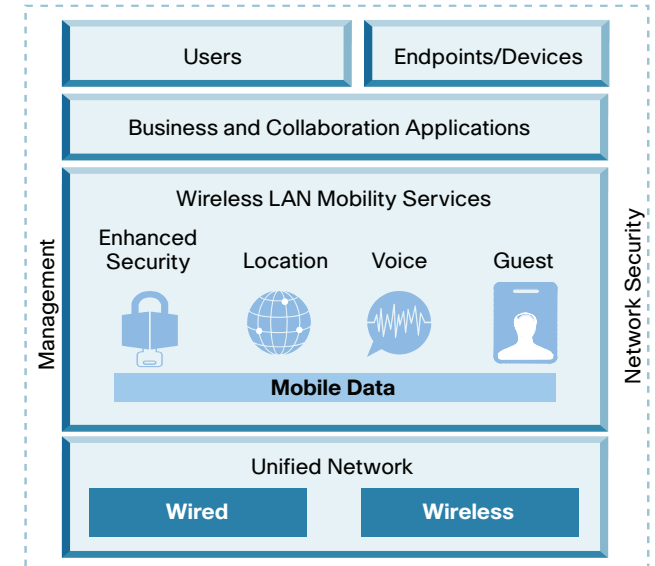 Users
Endpoints/Devices
Business and Collaboration Applications
Wireless LAN Mobility Services
Enhanced
Security
Location
Voice
Guest
Mobile Data
Unified Network
Wired
Wireless
Management
Network Security